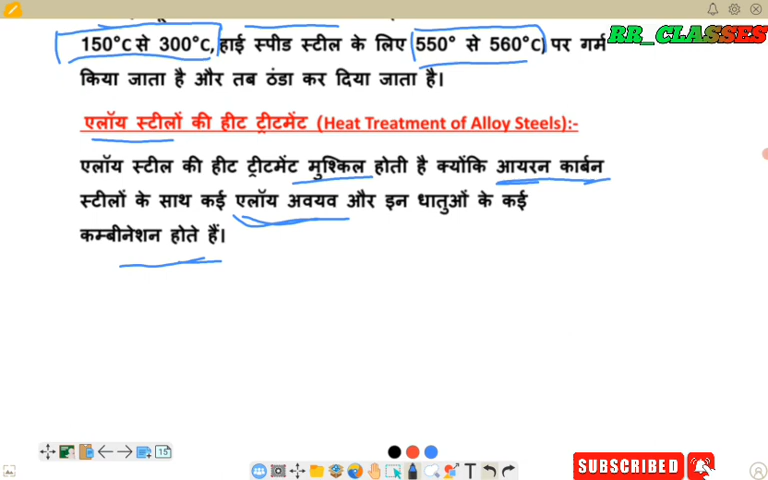 RR_CLASSES
150°C से 300°C, हाई स्पीड स्टील के लिए 550° से 560°C) पर गर्म
किया जाता है और तब ठंडा कर दिया जाता है।
एलॉय स्टीलों की हीट ट्रीटमेंट (Heat Treatment of Alloy Steels):-
एलॉय स्टील की हीट ट्रीटमेंट मुश्किल होती है क्योंकि आयरन कार्बन
स्टीलों के साथ कई एलॉय अवयव और इन धातुओं के कई
कम्बीनेशन होते हैं।
15
T
SUBSCRIBED